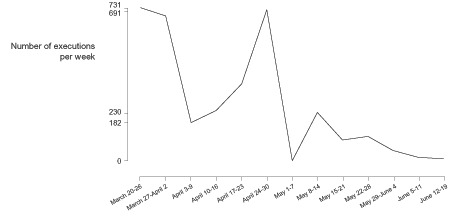 731
691
Number of executions
per week
230
182
0
March 20-26
March 27-April 2
April 3-9
April 10-16
April 17-23
April 24-30
May 1-7
May 8-14
May 15-21
May 22-28
May 29-June 4
June 5-11
June 12-19